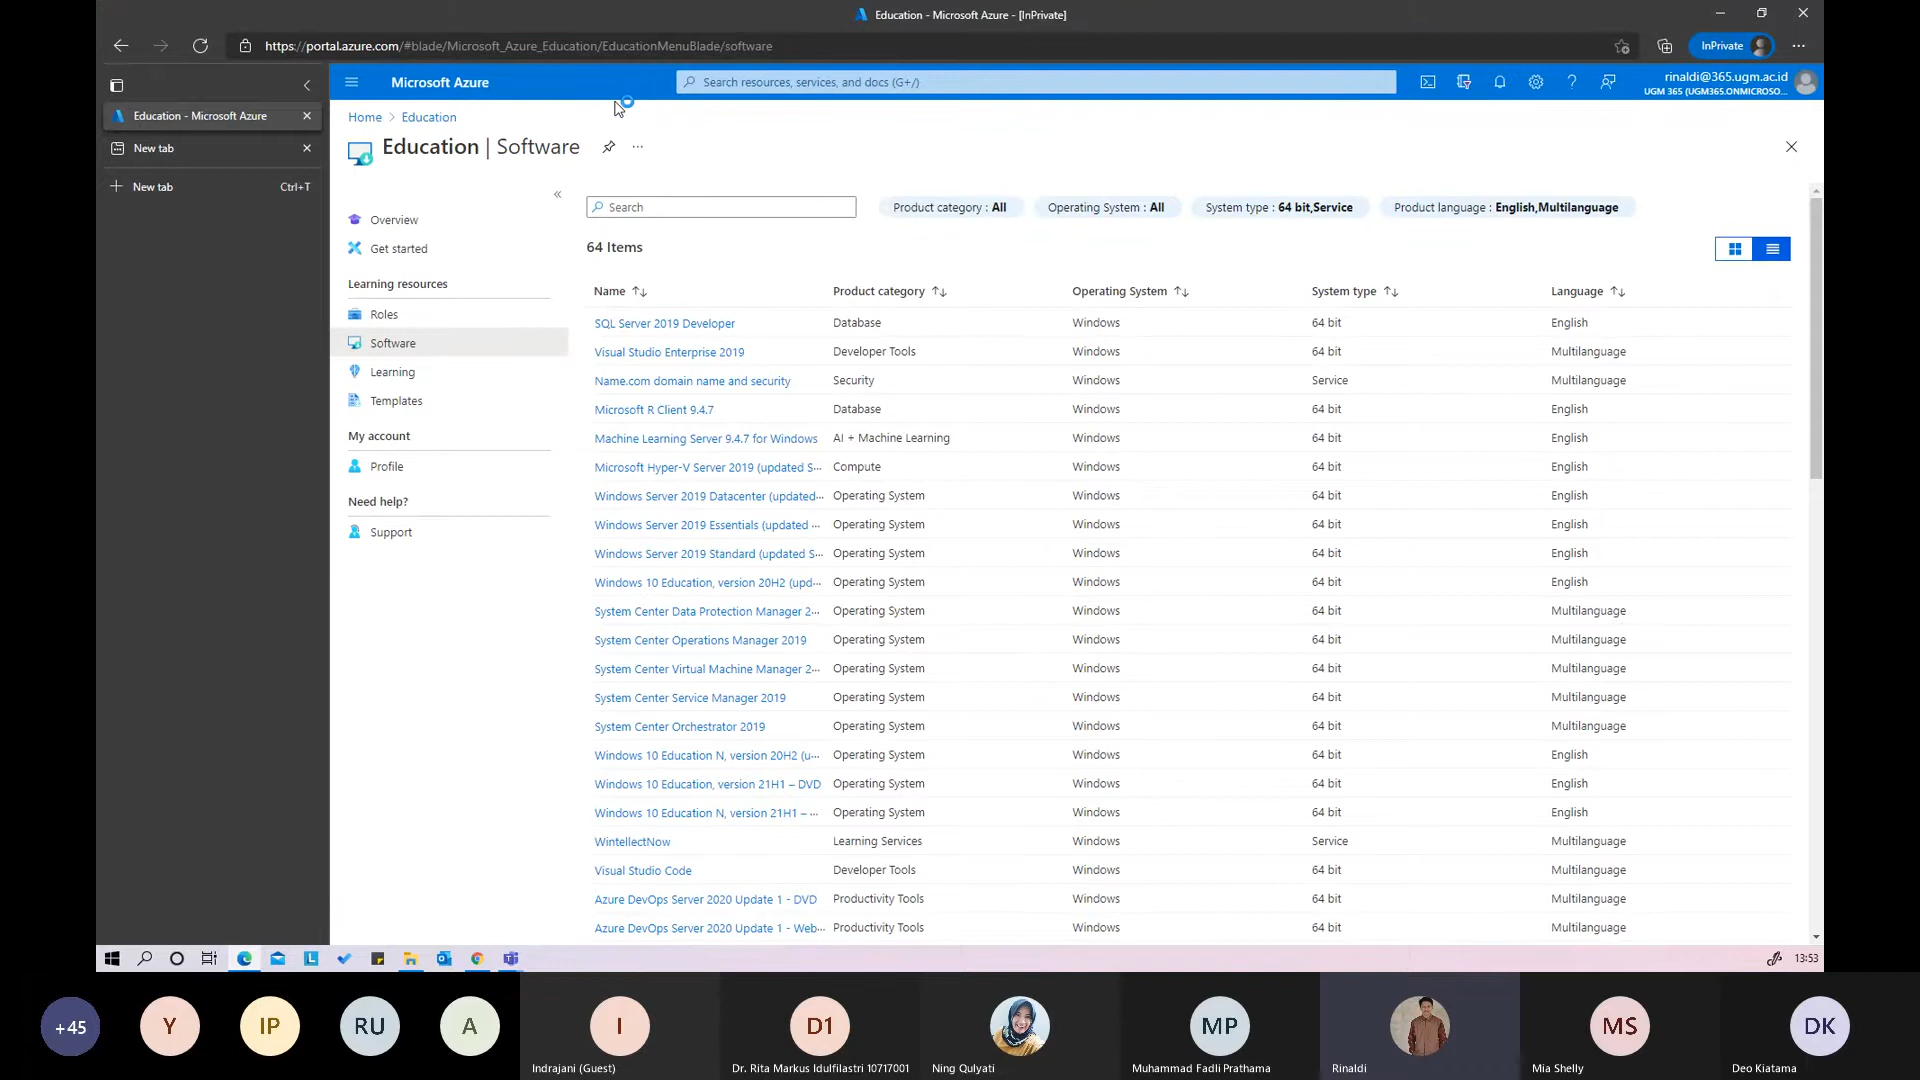 Education - Microsoft Azure - [InPrivate]
https://portal.azure.com/#blade/Microsoft_Azure_Education/EducationMenuBlade/software
InPrivate
Education - Microsoft Azure
New tab
New tab Ctrl+T
Microsoft Azure
Search resources, services, and docs (G+/)
rinaldi@365.ugm.ac.id
UGM 365 (UGM365.ONMICROSO...
Home > Education
Education | Software
Overview
Get started
Learning resources
Roles
Software
Learning
Templates
My account
Profile
Need help?
Support
Search
Product category : All
Operating System : All
System type : 64 bit,Service
Product language : English,Multilanguage
64 Items
Name Product category Operating System System type Language
SQL Server 2019 Developer Database Windows 64 bit English
Visual Studio Enterprise 2019 Developer Tools Windows 64 bit Multilanguage
Name.com domain name and security Security Windows Service Multilanguage
Microsoft R Client 9.4.7 Database Windows 64 bit English
Machine Learning Server 9.4.7 for Windows AI + Machine Learning Windows 64 bit English
Microsoft Hyper-V Server 2019 (updated S... Compute Windows 64 bit English
Windows Server 2019 Datacenter (updated... Operating System Windows 64 bit English
Windows Server 2019 Essentials (updated ... Operating System Windows 64 bit English
Windows Server 2019 Standard (updated S... Operating System Windows 64 bit English
Windows 10 Education, version 20H2 (upd... Operating System Windows 64 bit English
System Center Data Protection Manager 2... Operating System Windows 64 bit Multilanguage
System Center Operations Manager 2019 Operating System Windows 64 bit Multilanguage
System Center Virtual Machine Manager 2... Operating System Windows 64 bit Multilanguage
System Center Service Manager 2019 Operating System Windows 64 bit Multilanguage
System Center Orchestrator 2019 Operating System Windows 64 bit Multilanguage
Windows 10 Education N, version 20H2 (u... Operating System Windows 64 bit English
Windows 10 Education, version 21H1 – DVD Operating System Windows 64 bit English
Windows 10 Education N, version 21H1 – ... Operating System Windows 64 bit English
WintellectNow Learning Services Windows Service Multilanguage
Visual Studio Code Developer Tools Windows 64 bit Multilanguage
Azure DevOps Server 2020 Update 1 - DVD Productivity Tools Windows 64 bit Multilanguage
Azure DevOps Server 2020 Update 1 - Web... Productivity Tools Windows 64 bit Multilanguage
13:53
+45 Y IP RU A I D1 MP MS DK
Indrajani (Guest)
Dr. Rita Markus Idulfilastri 10717001
Ning Qulyati
Muhammad Fadli Prathama
Rinaldi
Mia Shelly
Deo Kiatama